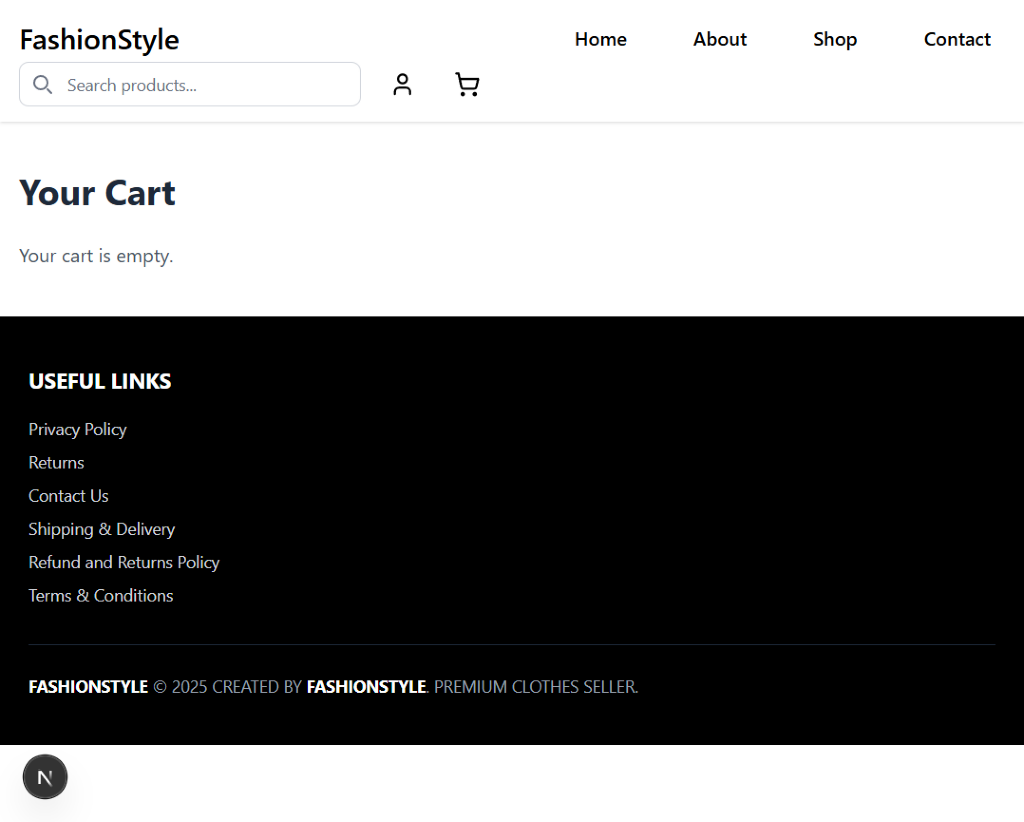 FashionStyle
Home
About
Shop
Contact
Search products...
Your Cart
Your cart is empty.
USEFUL LINKS
Privacy Policy
Returns
Contact Us
Shipping & Delivery
Refund and Returns Policy
Terms & Conditions
FASHIONSTYLE © 2025 CREATED BY FASHIONSTYLE. PREMIUM CLOTHES SELLER.
N